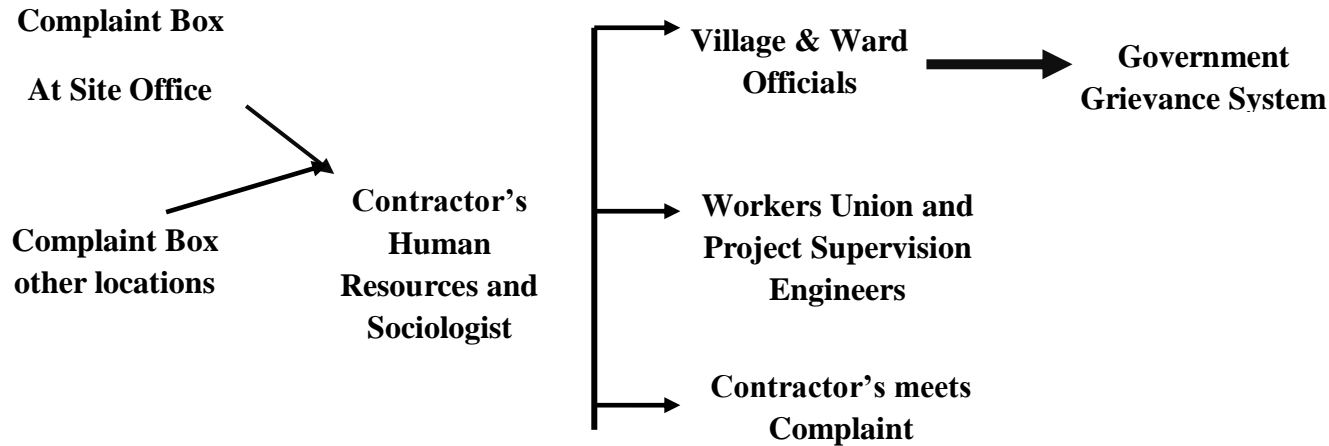 Complaint Box
At Site Office
Complaint Box
other locations
Contractor’s
Human
Resources and
Sociologist
Village & Ward
Officials
Government
Grievance System
Workers Union and
Project Supervision
Engineers
Contractor’s meets
Complaint